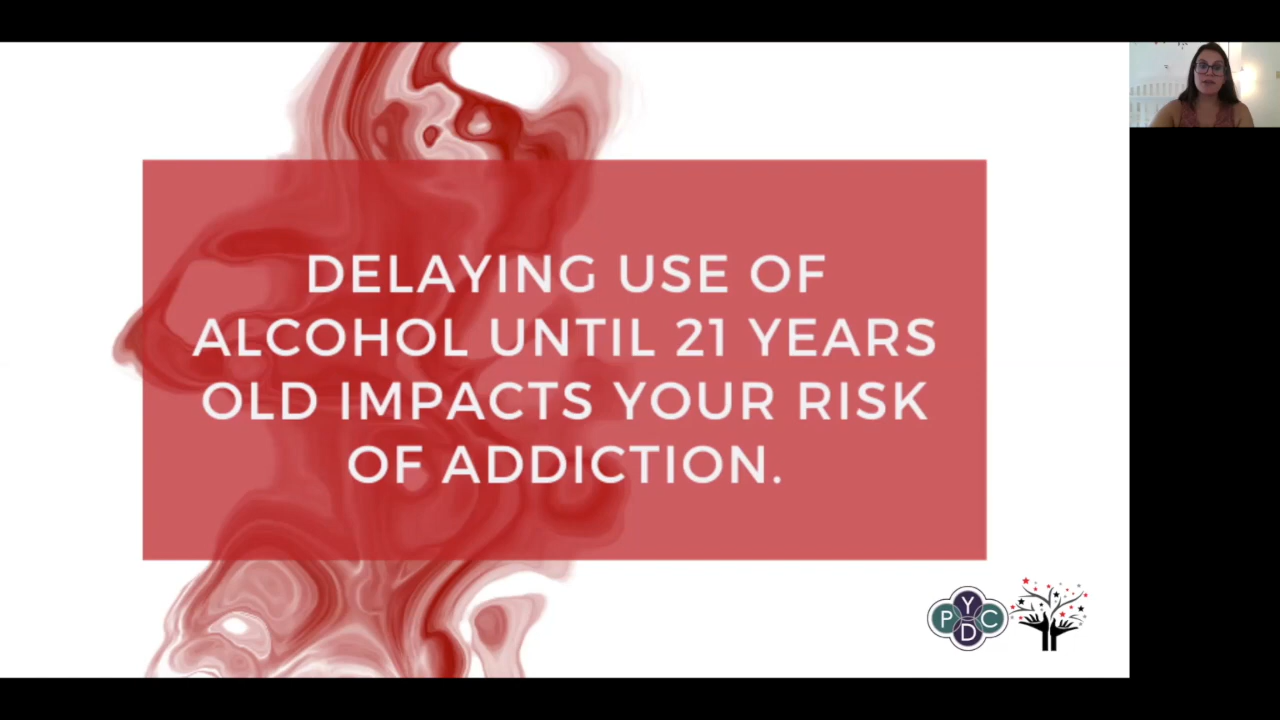 DELAYING USE OF
ALCOHOL UNTIL 21 YEARS
OLD IMPACTS YOUR RISK
OF ADDICTION.
Y
P C
D